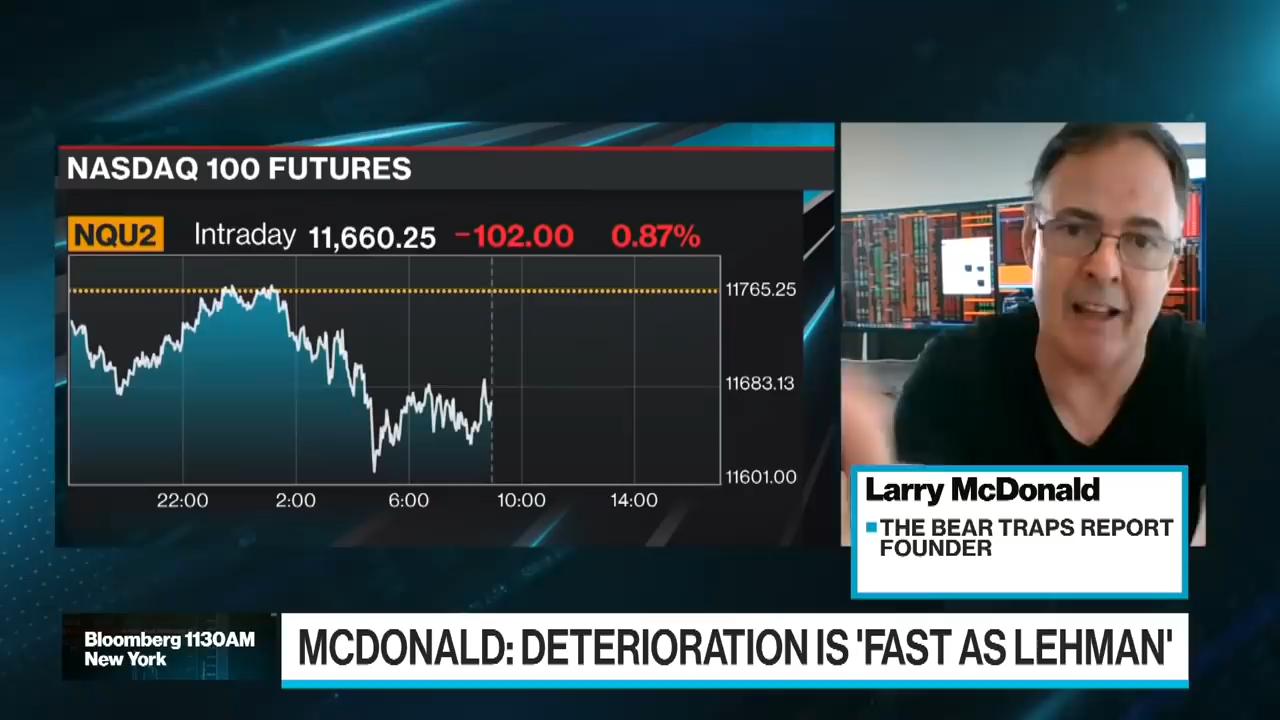 NASDAQ 100 FUTURES
NQU2 Intraday 11,660.25 -102.00 0.87%
11765.25
11683.13
11601.00
22:00 2:00 6:00 10:00 14:00
Larry McDonald
THE BEAR TRAPS REPORT
FOUNDER
Bloomberg 1130AM
New York
MCDONALD: DETERIORATION IS 'FAST AS LEHMAN'